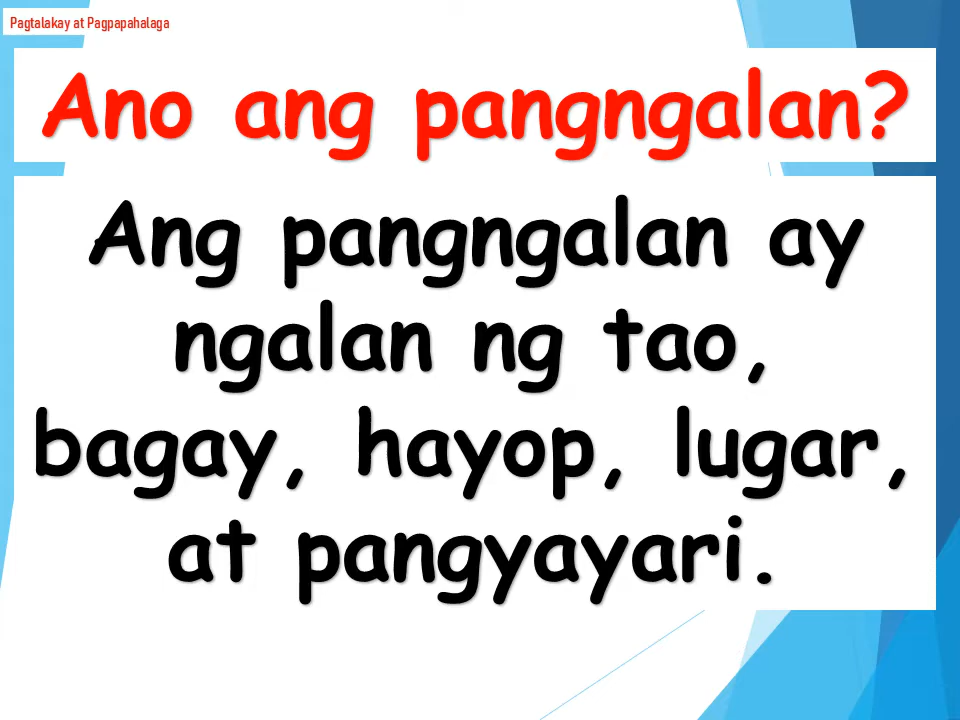 Pagtalakay at Pagpapahalaga
Ano ang pangngalan?
Ang pangngalan ay
ngalan ng tao,
bagay, hayop, lugar,
at pangyayari.